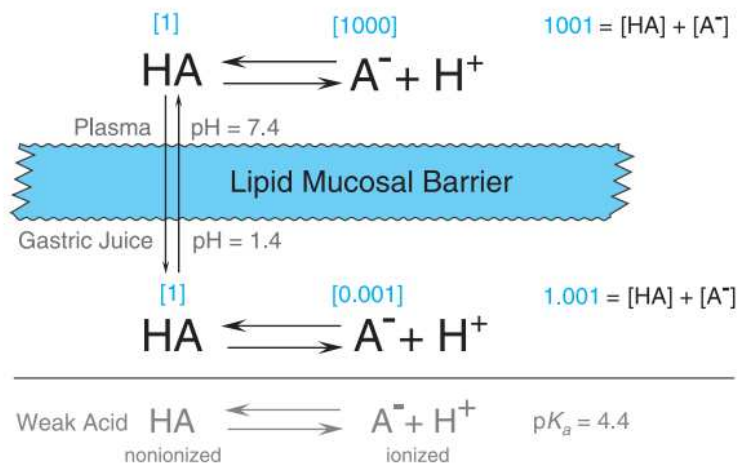 [1] [1000] 1001 = [HA] + [A⁻]
HA A⁻ + H⁺
Plasma pH = 7.4
Lipid Mucosal Barrier
Gastric Juice pH = 1.4
[1] [0.001] 1.001 = [HA] + [A⁻]
HA A⁻ + H⁺
Weak Acid HA A⁻ + H⁺ pKₐ = 4.4
nonionized ionized